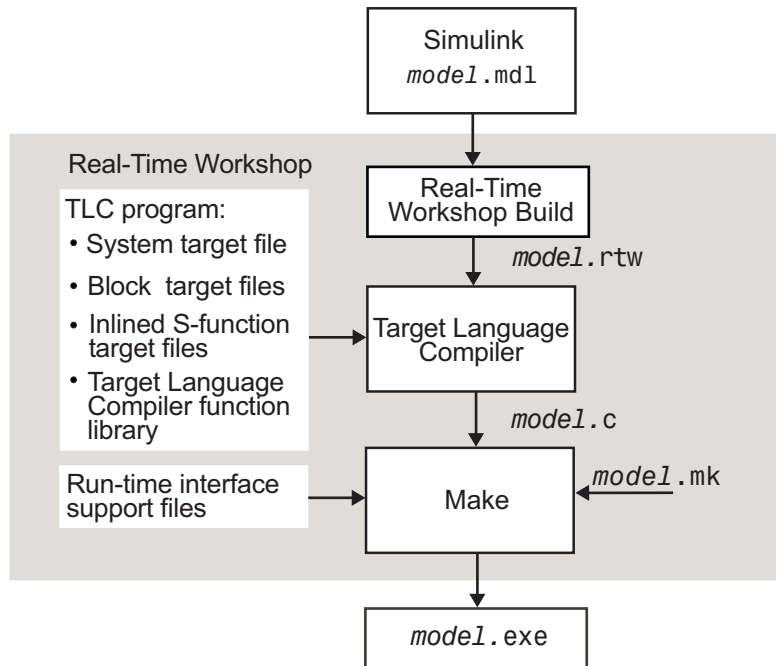 Simulink
model.mdl
Real-Time Workshop
Real-Time
Workshop Build
model.rtw
TLC program:
• System target file
• Block target files
• Inlined S-function
target files
• Target Language
Compiler function
library
Target Language
Compiler
model.c
Run-time interface
support files
Make
model.mk
model.exe